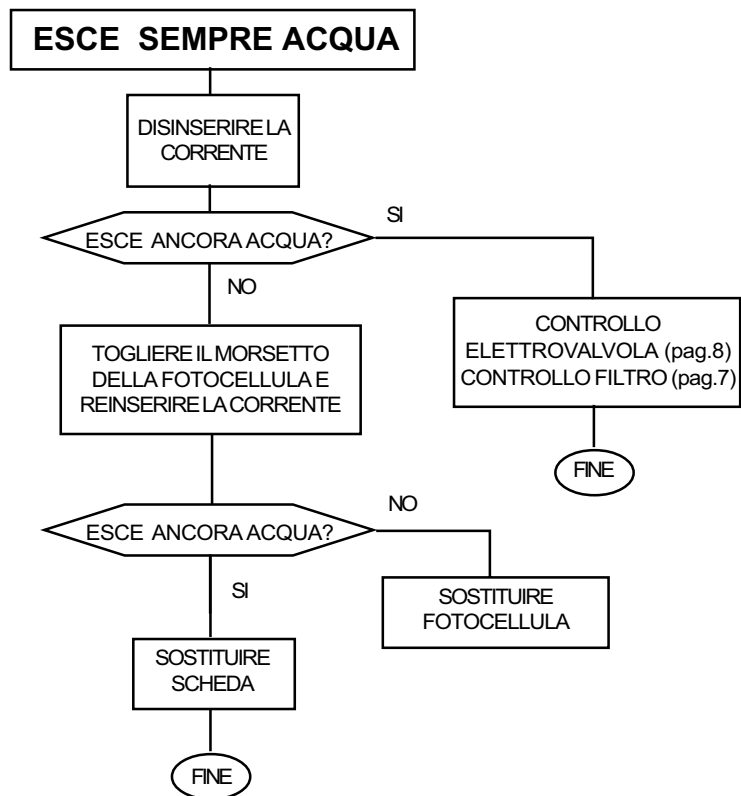 ESCE SEMPRE ACQUA
DISINSERIRE LA
CORRENTE
ESCE ANCORA ACQUA?
SI
NO
CONTROLLO
ELETTROVALVOLA (pag.8)
CONTROLLO FILTRO (pag.7)
FINE
TOGLIERE IL MORSETTO
DELLA FOTOCELLULA E
REINSERIRE LA CORRENTE
ESCE ANCORA ACQUA?
NO
SOSTITUIRE
FOTOCELLULA
SI
SOSTITUIRE
SCHEDA
FINE